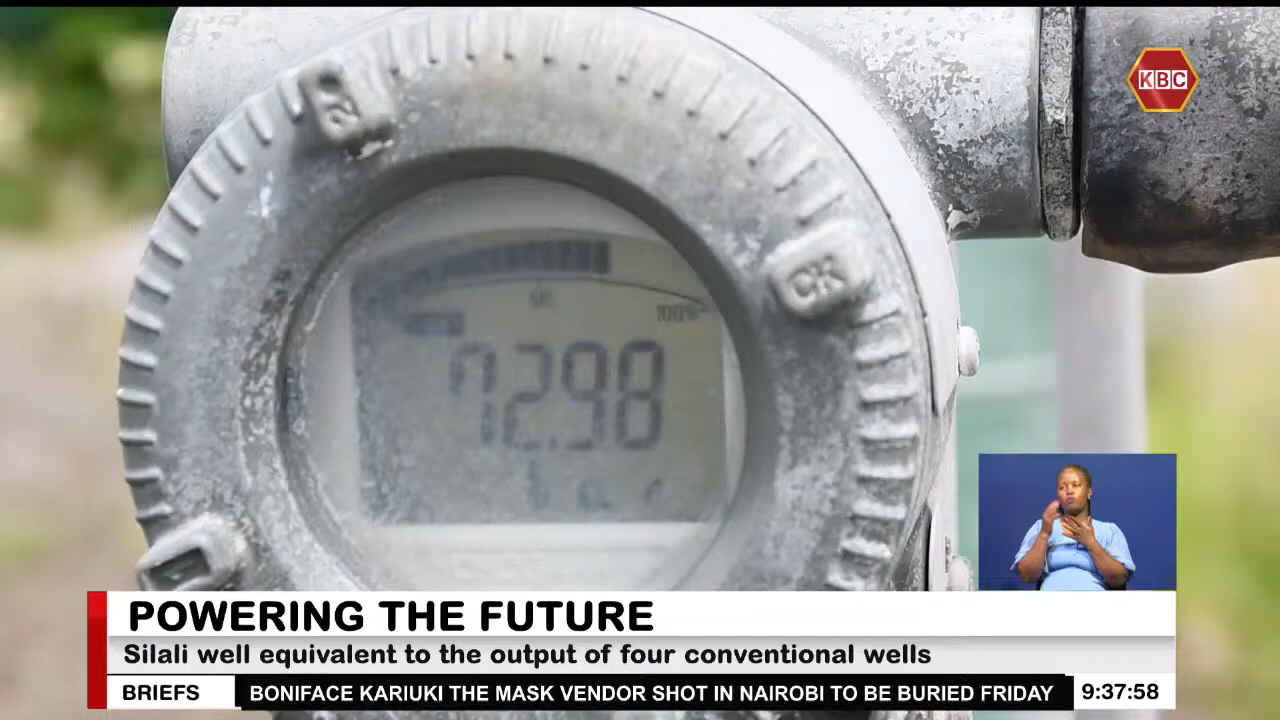 KBC
OK
100%
72.98
b a r
POWERING THE FUTURE
Silali well equivalent to the output of four conventional wells
BRIEFS
BONIFACE KARIUKI THE MASK VENDOR SHOT IN NAIROBI TO BE BURIED FRIDAY
9:37:58